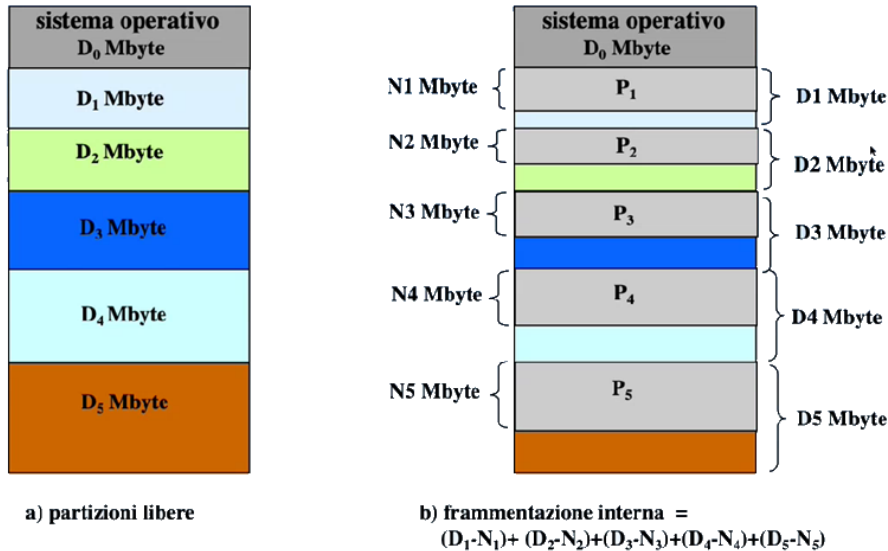 sistema operativo
D₀ Mbyte
D₁ Mbyte
D₂ Mbyte
D₃ Mbyte
D₄ Mbyte
D₅ Mbyte
a) partizioni libere
sistema operativo
D₀ Mbyte
N1 Mbyte
P₁
D1 Mbyte
N2 Mbyte
P₂
D2 Mbyte
N3 Mbyte
P₃
D3 Mbyte
N4 Mbyte
P₄
D4 Mbyte
N5 Mbyte
P₅
D5 Mbyte
b) frammentazione interna =
(D₁-N₁)+ (D₂-N₂)+(D₃-N₃)+(D₄-N₄)+(D₅-N₅)